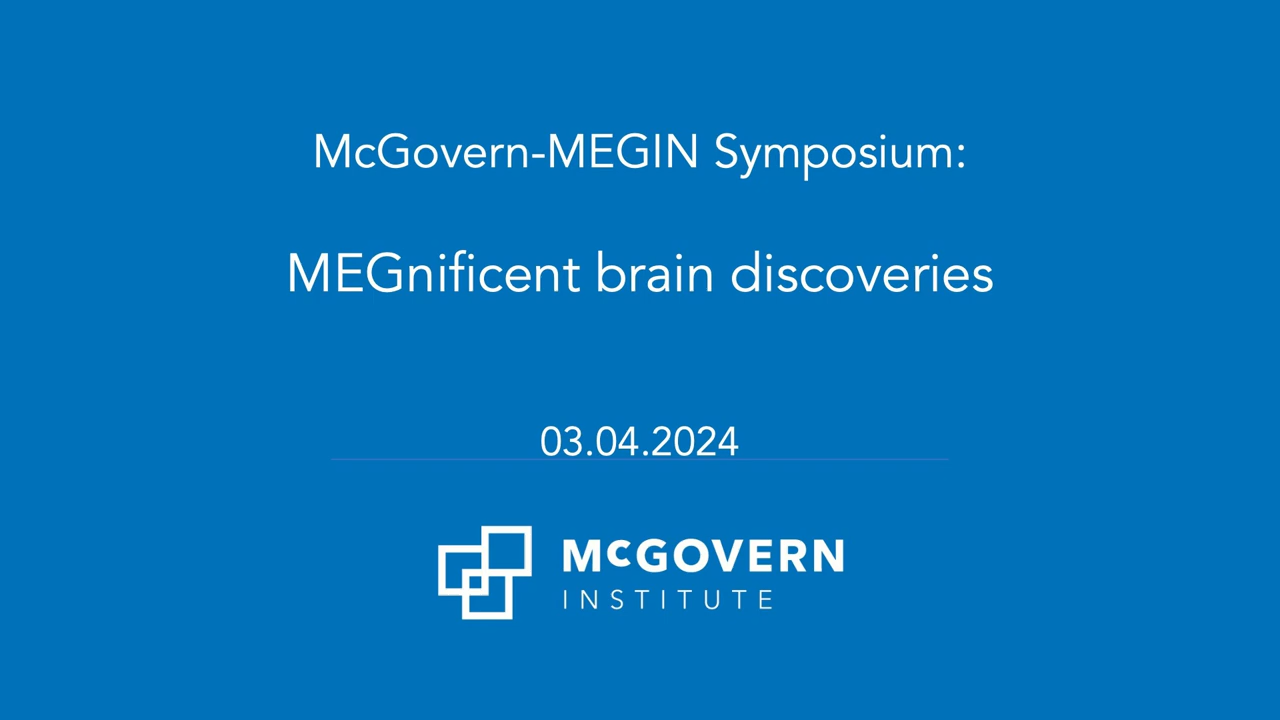 McGovern-MEGIN Symposium:
MEGnificent brain discoveries
03.04.2024
McGOVERN
INSTITUTE